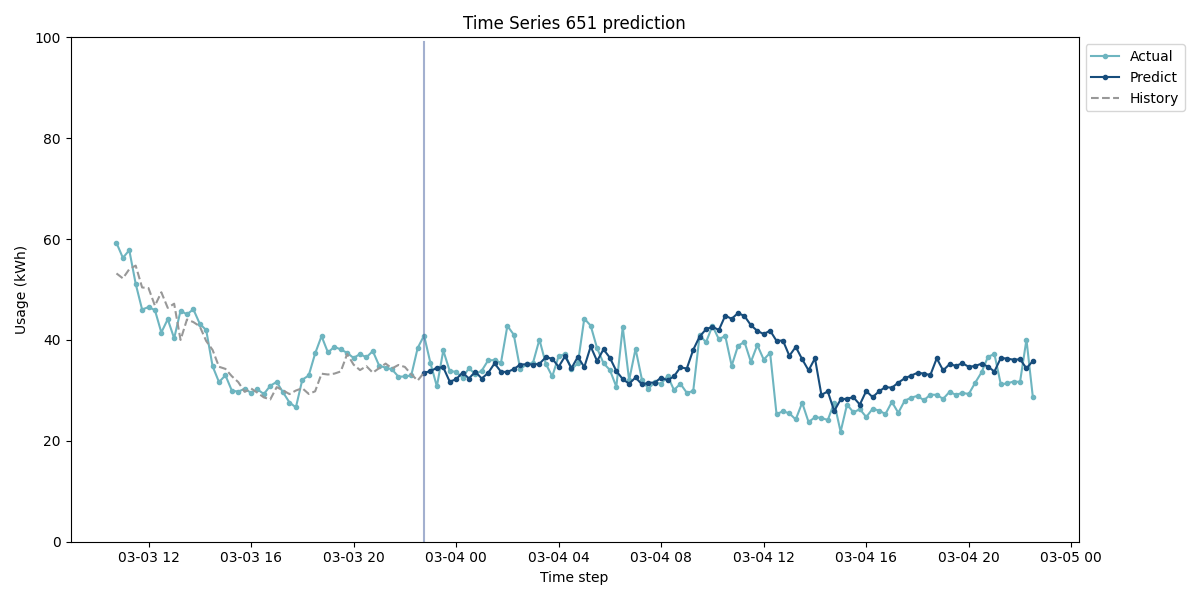 Time Series 651 prediction
Usage (kWh)
100
80
60
40
20
0
03-03 12
03-03 16
03-03 20
03-04 00
03-04 04
03-04 08
03-04 12
03-04 16
03-04 20
03-05 00
Time step
Actual
Predict
History